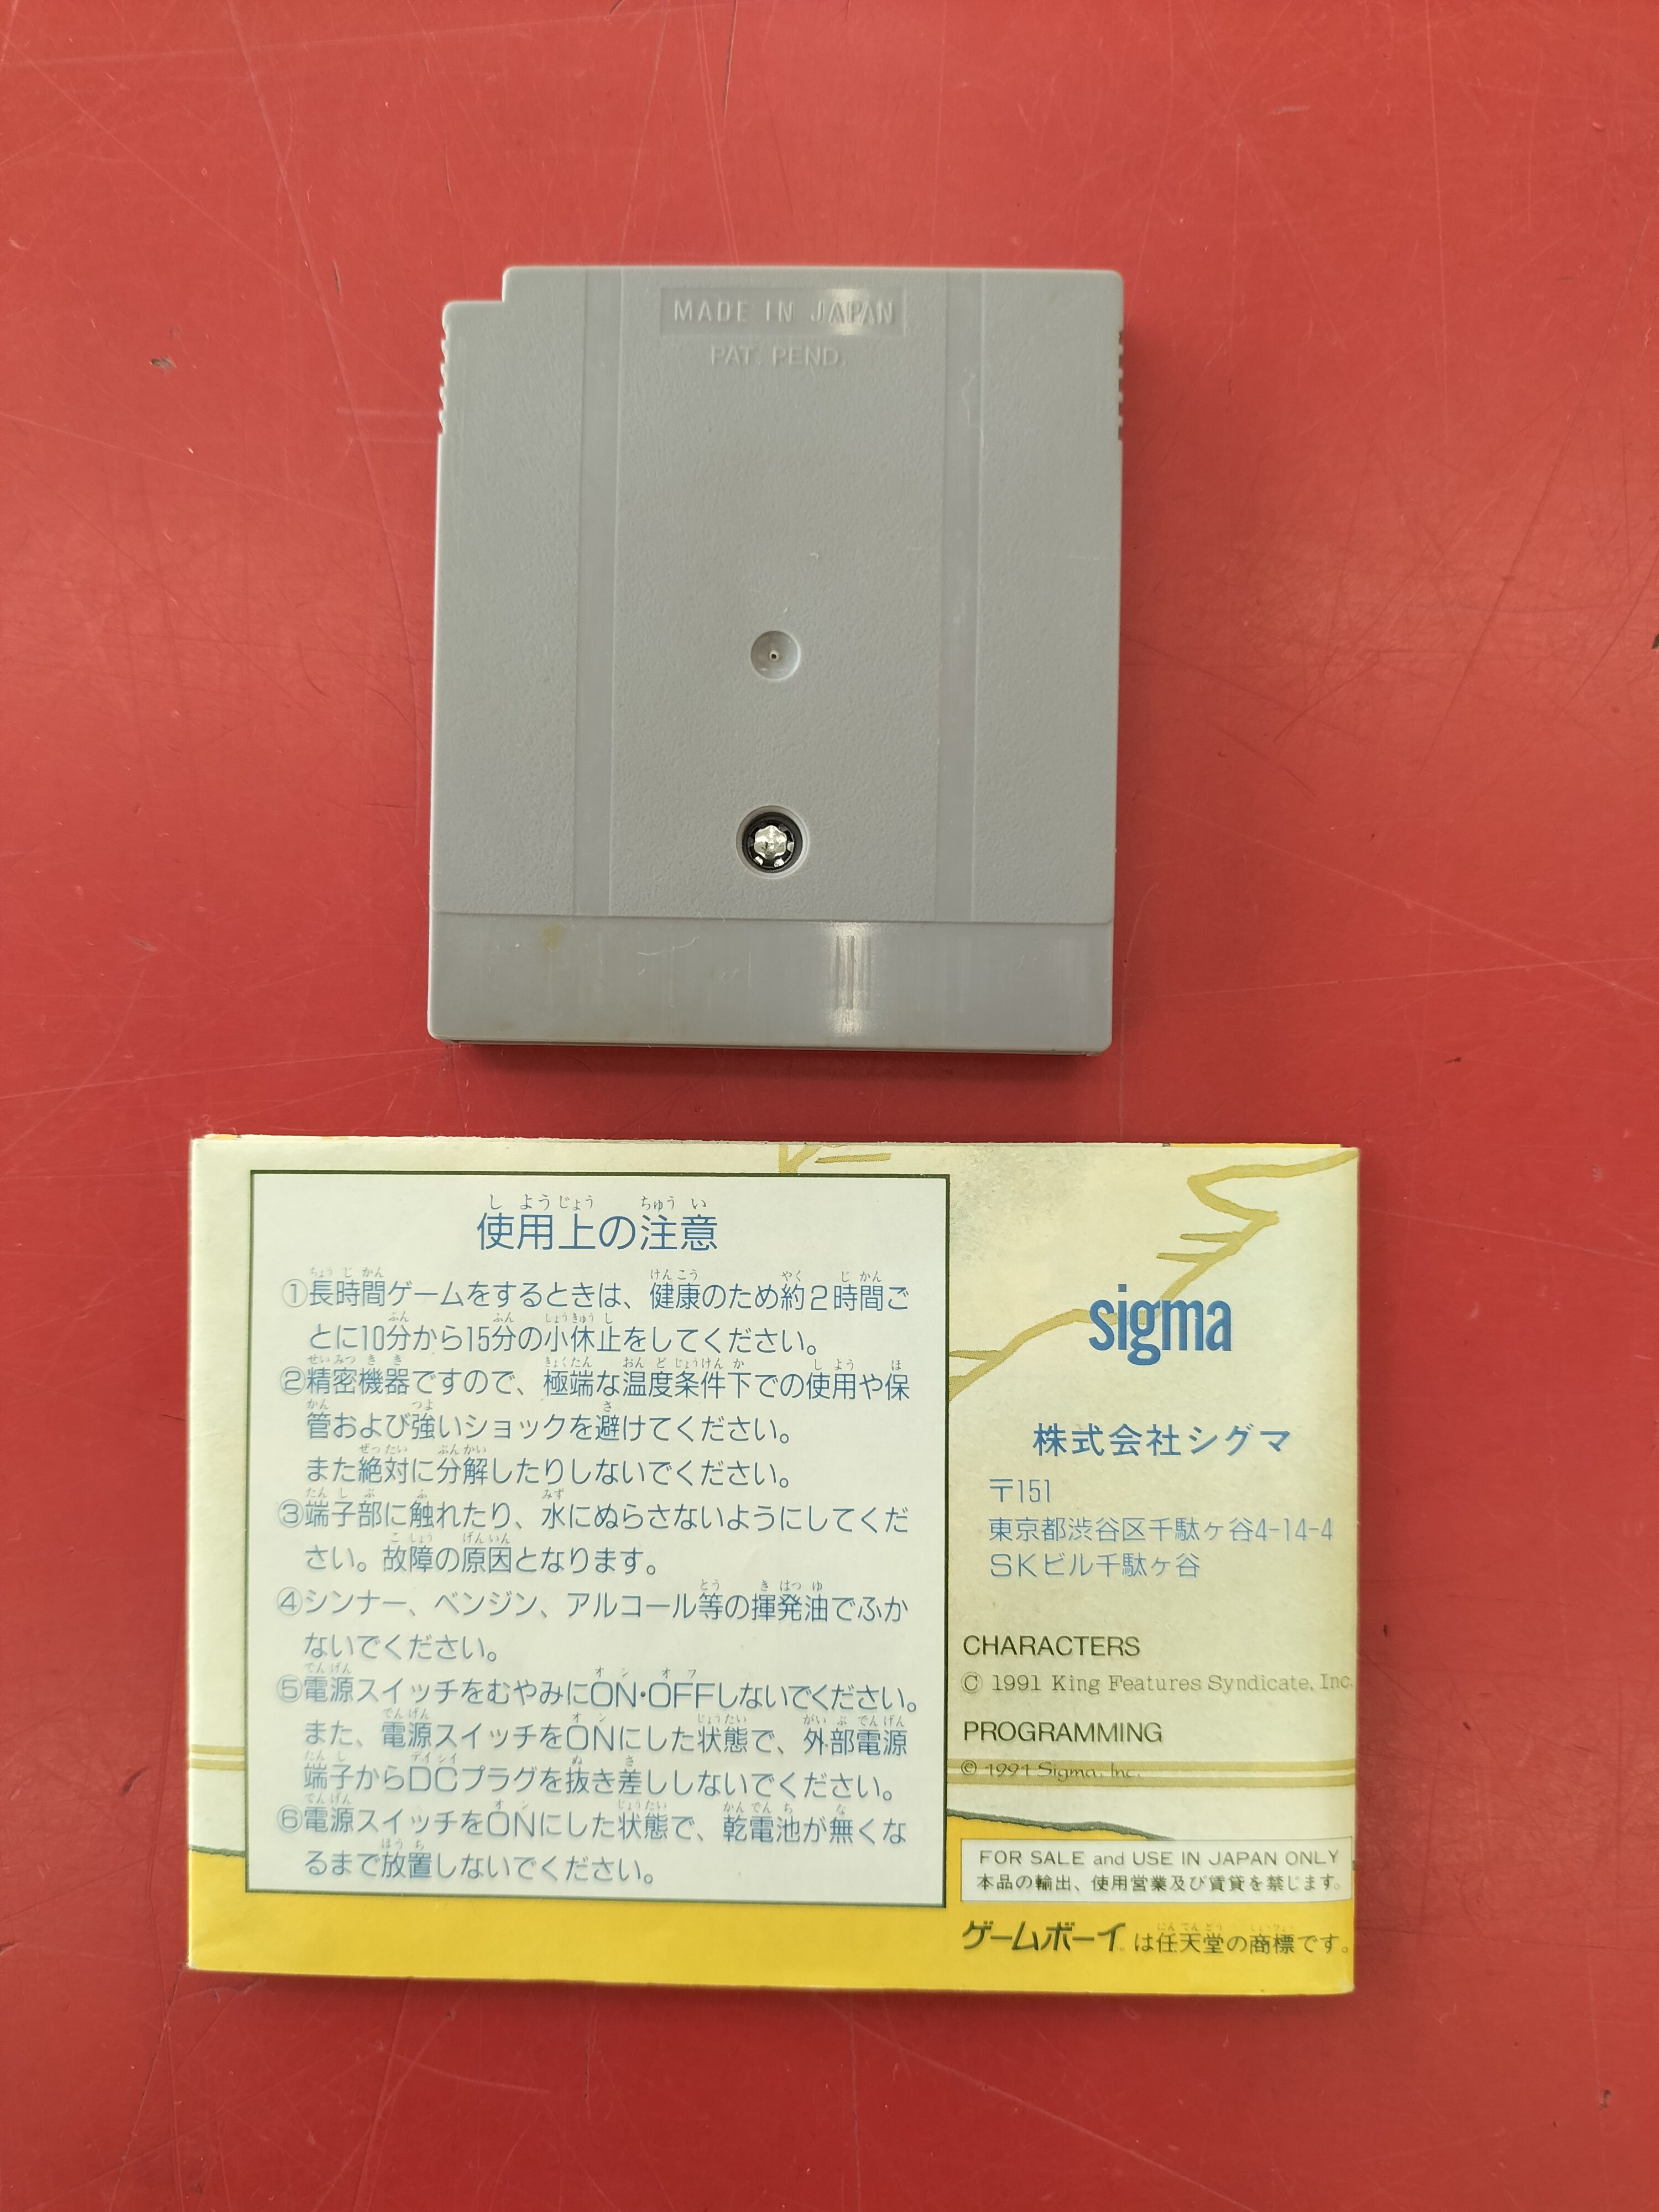 MADE IN JAPAN
PAT. PEND.
使用上の注意
①長時間ゲームをするときは、健康のため約2時間ご
とに10分から15分の小休止をしてください。
②精密機器ですので、極端な温度条件下での使用や保
管および強いショックを避けてください。
また絶対に分解したりしないでください。
③端子部に触れたり、水にぬらさないようにしてくだ
さい。故障の原因となります。
④シンナー、ベンジン、アルコール等の揮発油でふか
ないでください。
⑤電源スイッチをむやみにON・OFFしないでください。
また、電源スイッチをONにした状態で、外部電源
端子からDCプラグを抜き差ししないでください。
⑥電源スイッチをONにした状態で、乾電池が無くな
るまで放置しないでください。
sigma
株式会社シグマ
〒151
東京都渋谷区千駄ヶ谷4-14-4
SKビル千駄ヶ谷
CHARACTERS
© 1991 King Features Syndicate, Inc.
PROGRAMMING
© 1991 Sigma, Inc.
FOR SALE and USE IN JAPAN ONLY
本品の輸出、使用営業及び賃貸を禁じます。
ゲームボーイは任天堂の商標です。